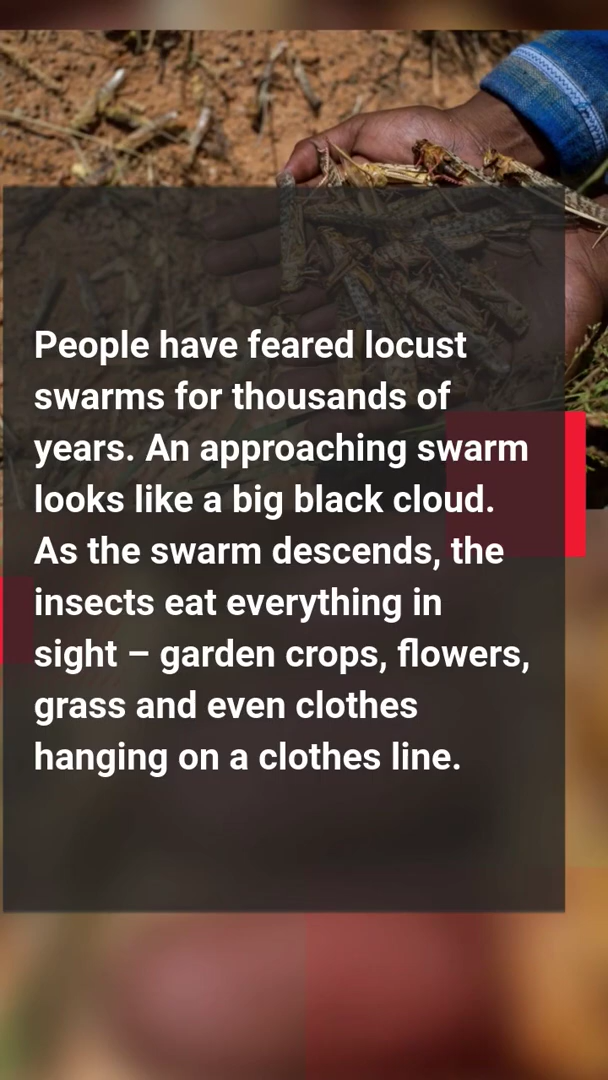 People have feared locust
swarms for thousands of
years. An approaching swarm
looks like a big black cloud.
As the swarm descends, the
insects eat everything in
sight – garden crops, flowers,
grass and even clothes
hanging on a clothes line.